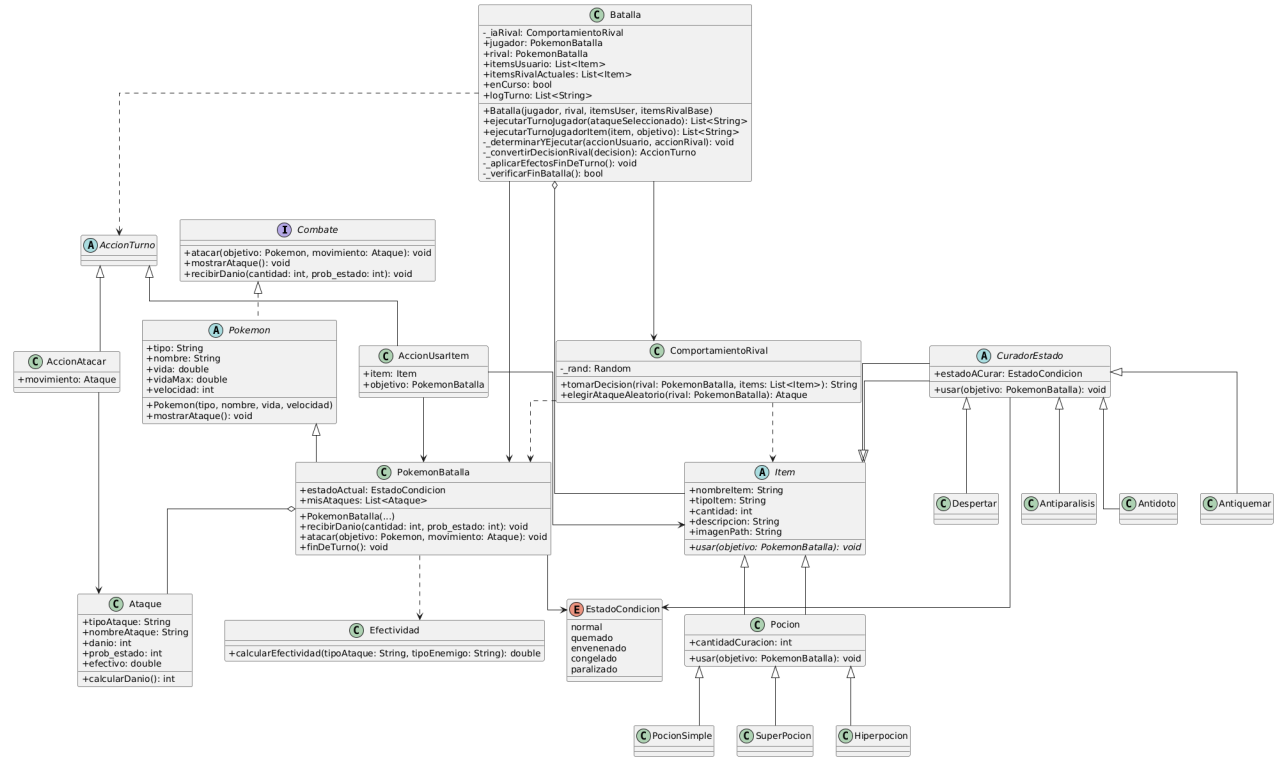 C Batalla
-_iaRival: ComportamientoRival
+jugador: PokemonBatalla
+rival: PokemonBatalla
+itemsUsuario: List<Item>
+itemsRivalActuales: List<Item>
+enCurso: bool
+logTurno: List<String>
+Batalla(jugador, rival, itemsUser, itemsRivalBase)
+ejecutarTurnoJugador(ataqueSeleccionado): List<String>
+ejecutarTurnoJugadorItem(item, objetivo): List<String>
-_determinarYEjecutar(accionUsuario, accionRival): void
-_convertirDecisionRival(decision): AccionTurno
-_aplicarEfectosFinDeTurno(): void
-_verificarFinBatalla(): bool
A AccionTurno
I Combate
+atacar(objetivo: Pokemon, movimiento: Ataque): void
+mostrarAtaque(): void
+recibirDanio(cantidad: int, prob_estado: int): void
C AccionAtacar
+movimiento: Ataque
A Pokemon
+tipo: String
+nombre: String
+vida: double
+vidaMax: double
+velocidad: int
+Pokemon(tipo, nombre, vida, velocidad)
+mostrarAtaque(): void
C AccionUsarItem
+item: Item
+objetivo: PokemonBatalla
C ComportamientoRival
-_rand: Random
+tomarDecision(rival: PokemonBatalla, items: List<Item>): String
+elegirAtaqueAleatorio(rival: PokemonBatalla): Ataque
A CuradorEstado
+estadoACurar: EstadoCondicion
+usar(objetivo: PokemonBatalla): void
C PokemonBatalla
+estadoActual: EstadoCondicion
+misAtaques: List<Ataque>
+PokemonBatalla(...)
+recibirDanio(cantidad: int, prob_estado: int): void
+atacar(objetivo: Pokemon, movimiento: Ataque): void
+finDeTurno(): void
A Item
+nombreItem: String
+tipoItem: String
+cantidad: int
+descripcion: String
+imagenPath: String
+usar(objetivo: PokemonBatalla): void
C Despertar
C Antiparalisis
C Antidoto
C Antiquemar
C Ataque
+tipoAtaque: String
+nombreAtaque: String
+danio: int
+prob_estado: int
+efectivo: double
+calcularDanio(): int
C Efectividad
+calcularEfectividad(tipoAtaque: String, tipoEnemigo: String): double
E EstadoCondicion
normal
quemado
envenenado
congelado
paralizado
C Pocion
+cantidadCuracion: int
+usar(objetivo: PokemonBatalla): void
C PocionSimple
C SuperPocion
C Hiperpocion